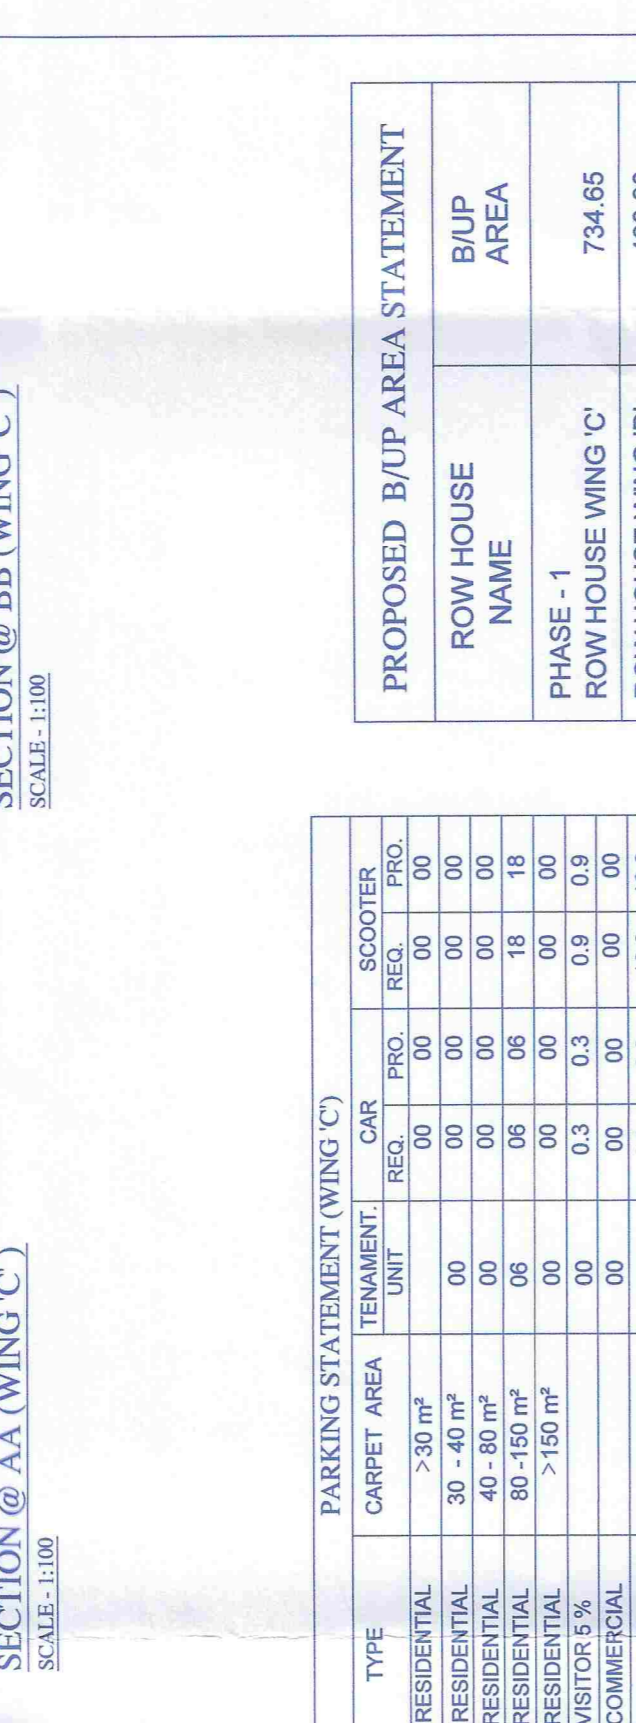 SECTION @ AA (WING 'C' )
SCALE - 1:100
SECTION @ BB (WING 'C' )
SCALE - 1:100
PARKING STATEMENT (WING 'C')
TYPE CARPET AREA TENAMENT. UNIT CAR SCOOTER
REQ. PRO. REQ. PRO.
RESIDENTIAL >30 m² 00 00 00 00
RESIDENTIAL 30 - 40 m² 00 00 00 00 00
RESIDENTIAL 40 - 80 m² 00 00 00 00 00
RESIDENTIAL 80 -150 m² 06 06 06 18 18
RESIDENTIAL >150 m² 00 00 00 00 00
VISITOR 5 % 00 0.3 0.3 0.9 0.9
COMMERCIAL 00 00 00 00 00
PROPOSED B/UP AREA STATEMENT
ROW HOUSE NAME B/UP AREA
PHASE - 1
ROW HOUSE WING 'C' 734.65